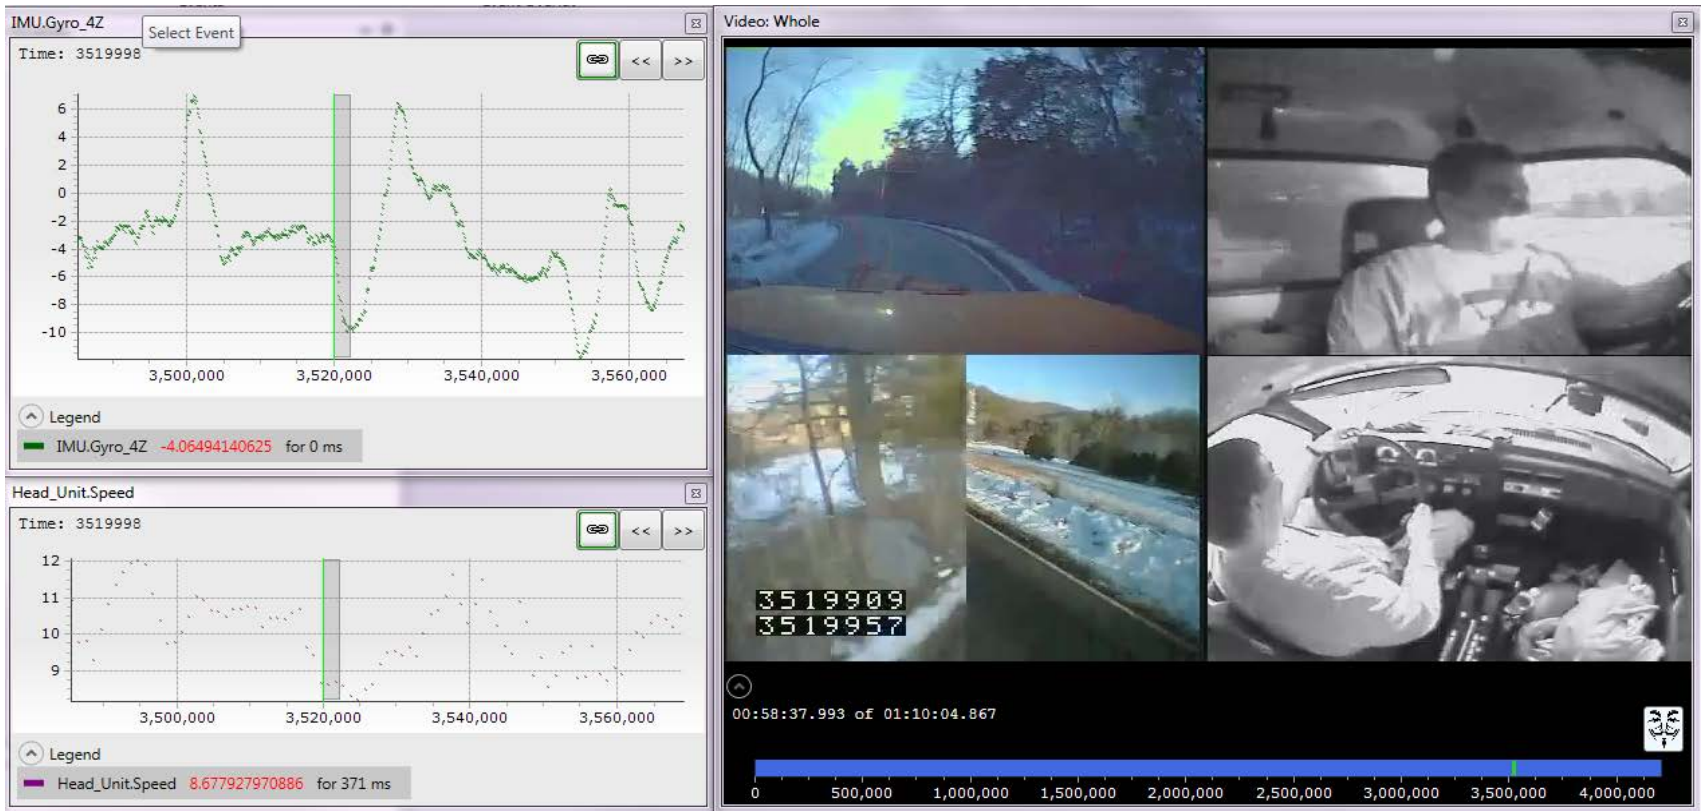 IMU.Gyro_4Z
Select Event
Time: 3519998
<< >>
6
4
2
0
-2
-4
-6
-8
-10
3,500,000 3,520,000 3,540,000 3,560,000
Legend
IMU.Gyro_4Z -4.06494140625 for 0 ms
Head_Unit.Speed
Time: 3519998
<< >>
12
11
10
9
3,500,000 3,520,000 3,540,000 3,560,000
Legend
Head_Unit.Speed 8.677927970886 for 371 ms
Video: Whole
3519909
3519957
00:58:37.993 of 01:10:04.867
0 500,000 1,000,000 1,500,000 2,000,000 2,500,000 3,000,000 3,500,000 4,000,000